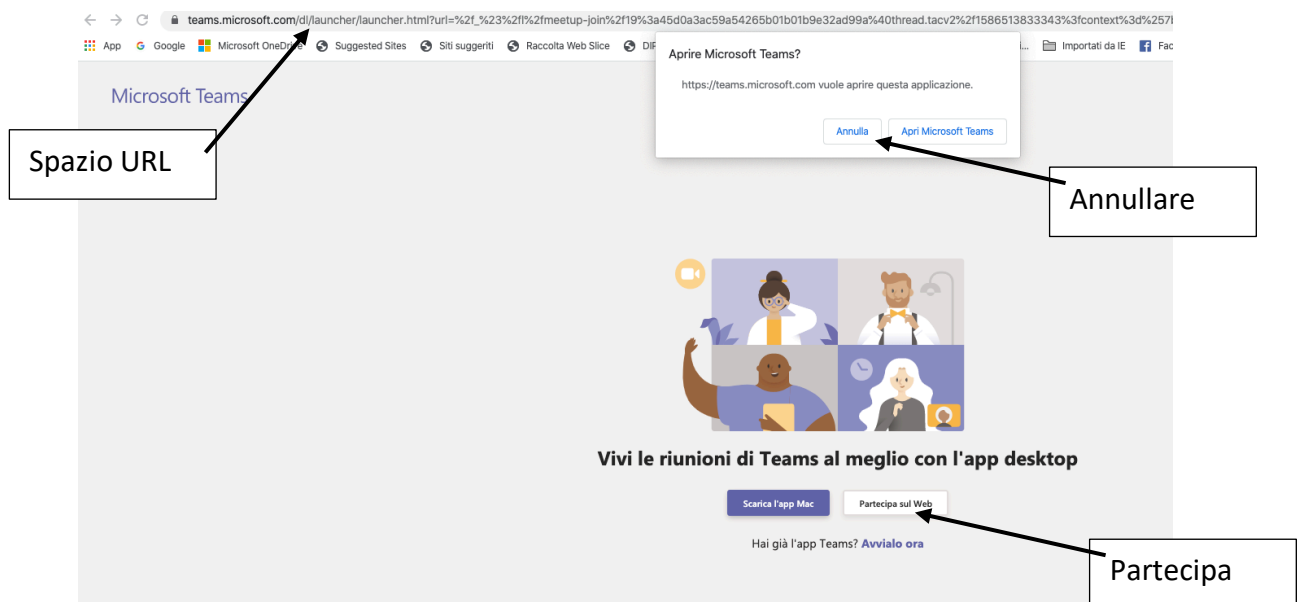 teams.microsoft.com/dl/launcher/launcher.html?url=%2f_%23%2fl%2fmeetup-join%2f19%3a45d0a3ac59a54265b01b01b9e32ad99a%40thread.tacv2%2f1586513833343%3fcontext%3d%257
App Google Microsoft OneDrive Suggested Sites Siti suggeriti Raccolta Web Slice Importati da IE
Aprire Microsoft Teams?
https://teams.microsoft.com vuole aprire questa applicazione.
Microsoft Teams
Annulla Apri Microsoft Teams
Spazio URL
Annullare
Vivi le riunioni di Teams al meglio con l'app desktop
Scarica l'app Mac Partecipa sul Web
Hai già l'app Teams? Avvialo ora
Partecipa